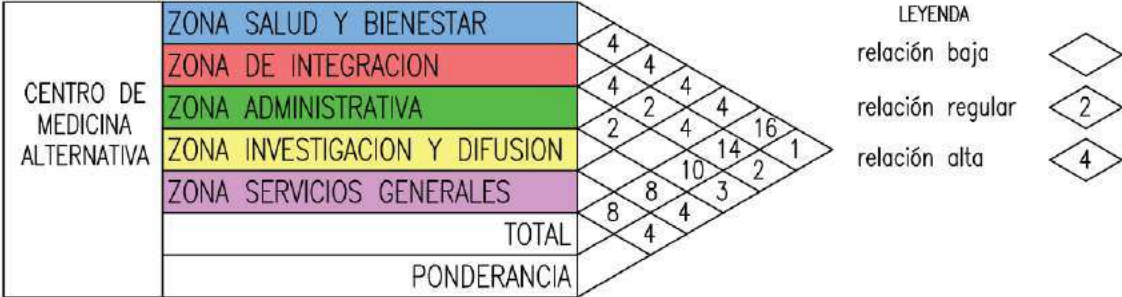 CENTRO DE
MEDICINA
ALTERNATIVA
ZONA SALUD Y BIENESTAR
ZONA DE INTEGRACION
ZONA ADMINISTRATIVA
ZONA INVESTIGACION Y DIFUSION
ZONA SERVICIOS GENERALES
TOTAL
PONDERANCIA
4
4
4 4
2 4
2 4 16
14 1
10 2
8 3
8 4
4
LEYENDA
relación baja
relación regular 2
relación alta 4